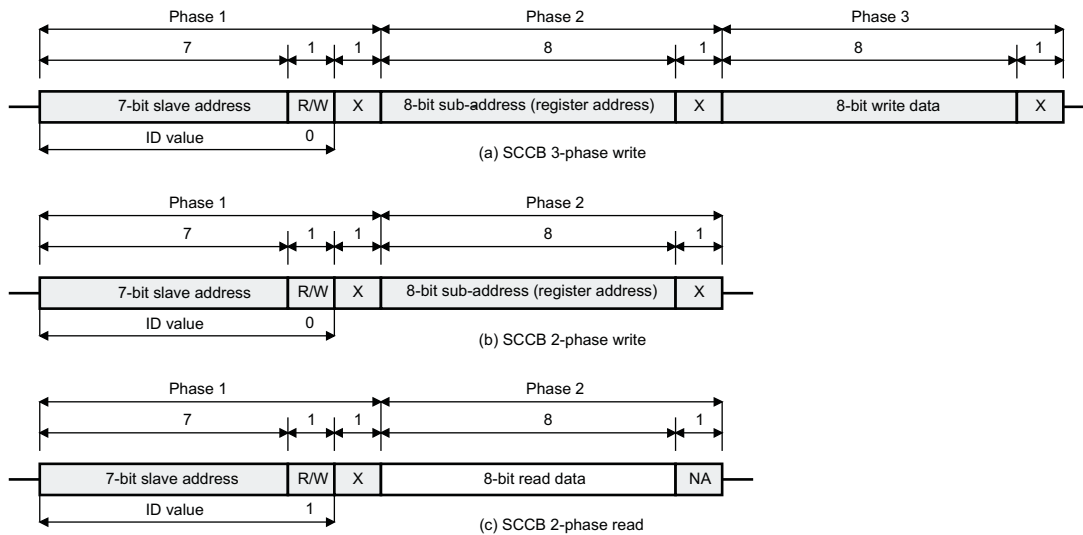 Phase 1 Phase 2 Phase 3
7 1 1 8 1 8 1
7-bit slave address R/W X 8-bit sub-address (register address) X 8-bit write data X
ID value 0
(a) SCCB 3-phase write
Phase 1 Phase 2
7 1 1 8 1
7-bit slave address R/W X 8-bit sub-address (register address) X
ID value 0
(b) SCCB 2-phase write
Phase 1 Phase 2
7 1 1 8 1
7-bit slave address R/W X 8-bit read data NA
ID value 1
(c) SCCB 2-phase read